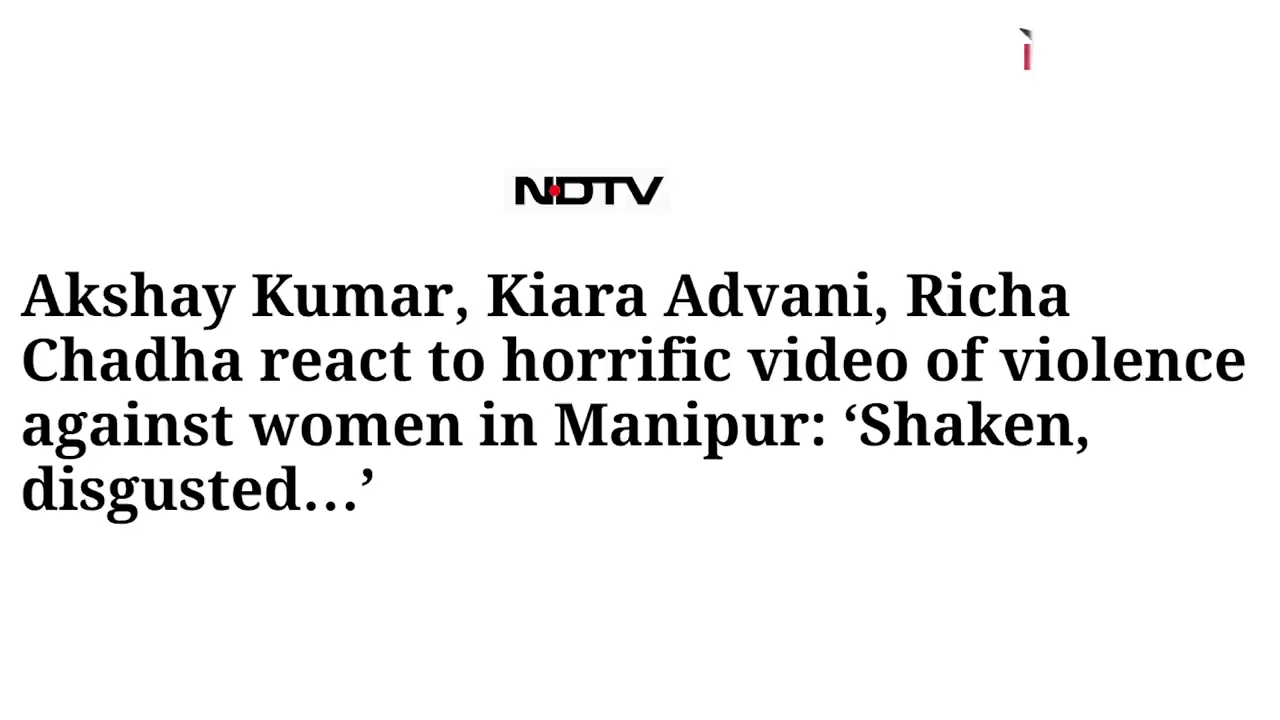 NDTV
Akshay Kumar, Kiara Advani, Richa
Chadha react to horrific video of violence
against women in Manipur: ‘Shaken,
disgusted…’